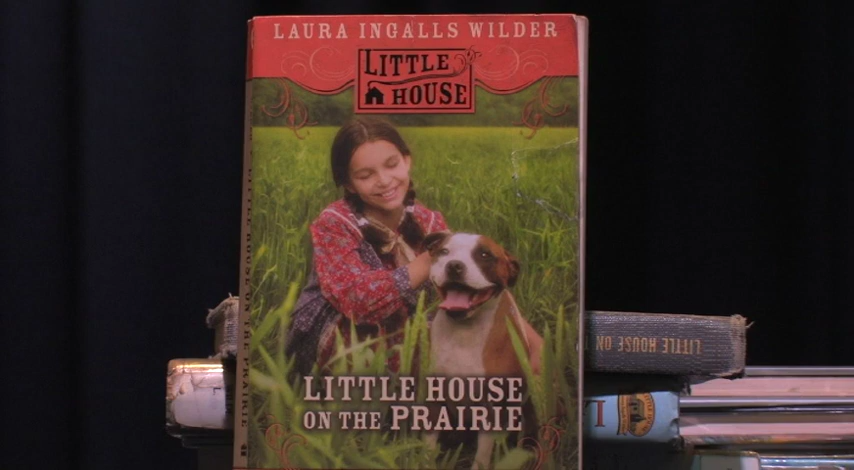 LAURA INGALLS WILDER
LITTLE
HOUSE
LITTLE HOUSE
ON THE PRAIRIE
LITTLE HOUSE ON THE PRAIRIE
LITTLE HOUSE ON